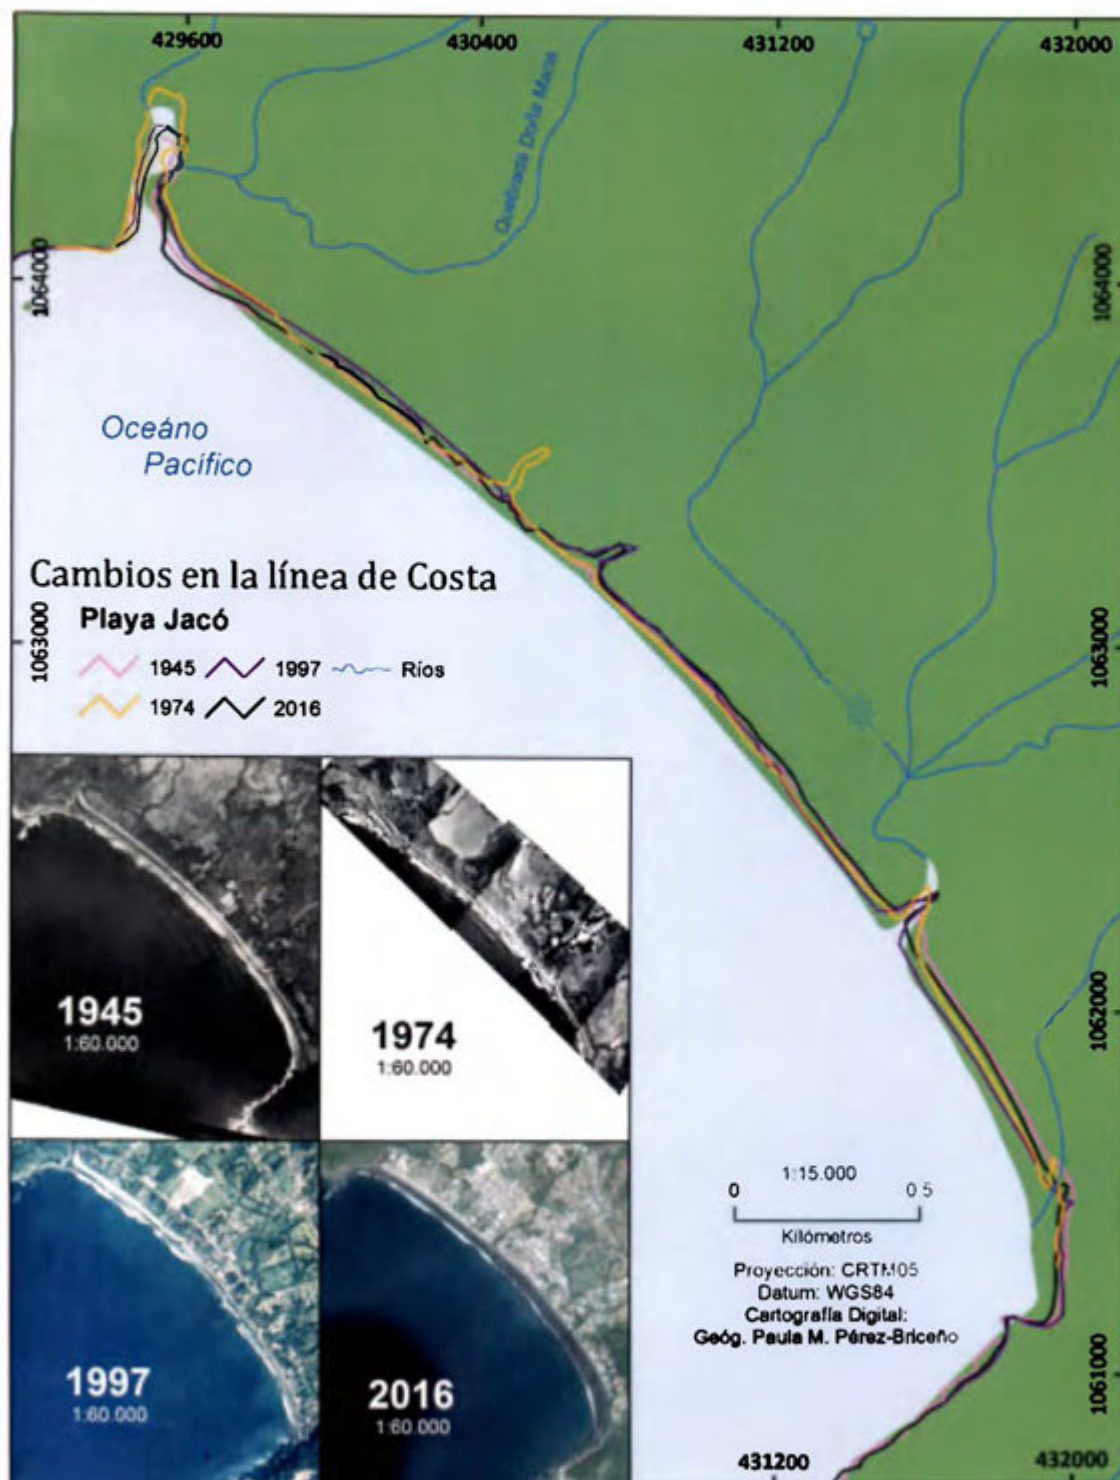 429600
430400
431200
432000
Quebrada Doña María
1064000
1064000
Oceáno
Pacífico
Cambios en la línea de Costa
Playa Jacó
1945
1997
Ríos
1974
2016
1063000
1063000
1945
1:60.000
1974
1:60.000
1062000
1997
1:60.000
2016
1:60.000
1:15.000
0
0 5
Kilómetros
Proyección: CRTM05
Datum: WGS84
Cartografía Digital:
Geóg. Paula M. Pérez-Briceño
1061000
431200
432000